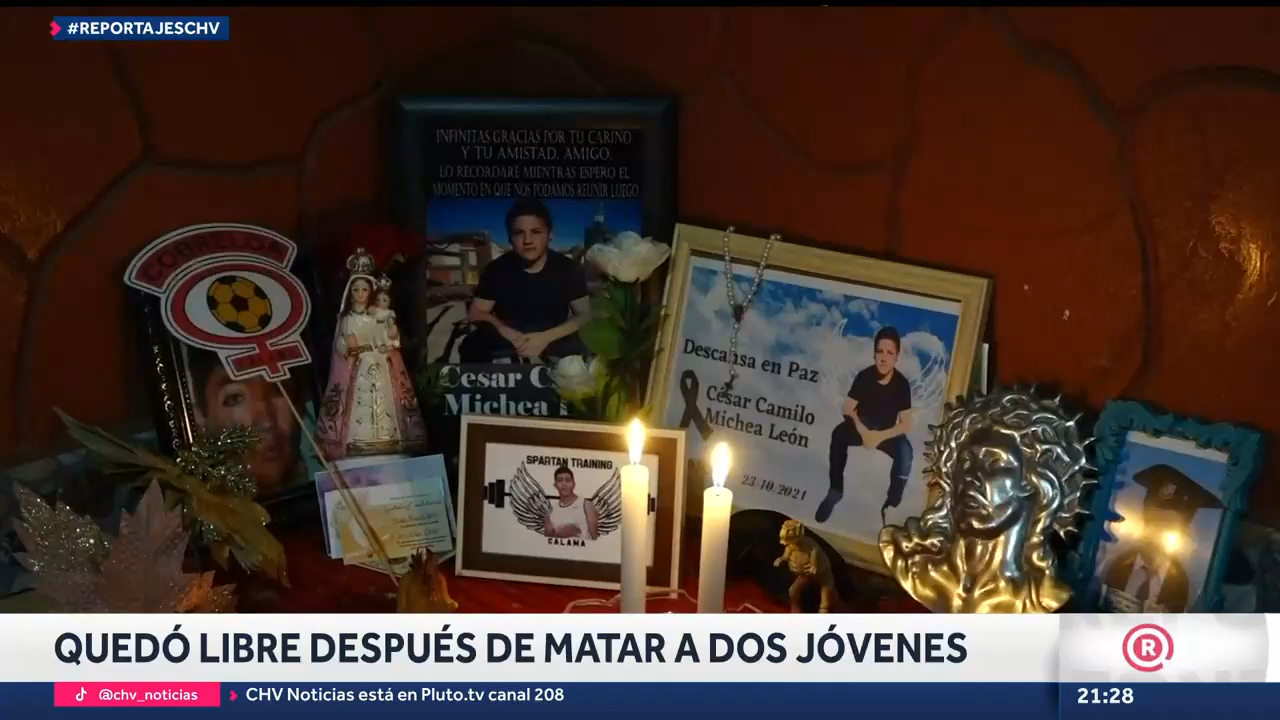 #REPORTAJESCHV
INFINITAS GRACIAS POR TU CARIÑO
Y TU AMISTAD. AMIGO.
LO RECORDARÉ MIENTRAS ESPERO EL
MOMENTO EN QUE NOS PODAMOS REUNIR LUEGO
COBRELOA
Cesar C
Michea
Descansa en Paz
César Camilo
Michea León
23/10/2021
SPARTAN TRAINING
CALAMA
QUEDÓ LIBRE DESPUÉS DE MATAR A DOS JÓVENES
R
@chv_noticias
CHV Noticias está en Pluto.tv canal 208
21:28